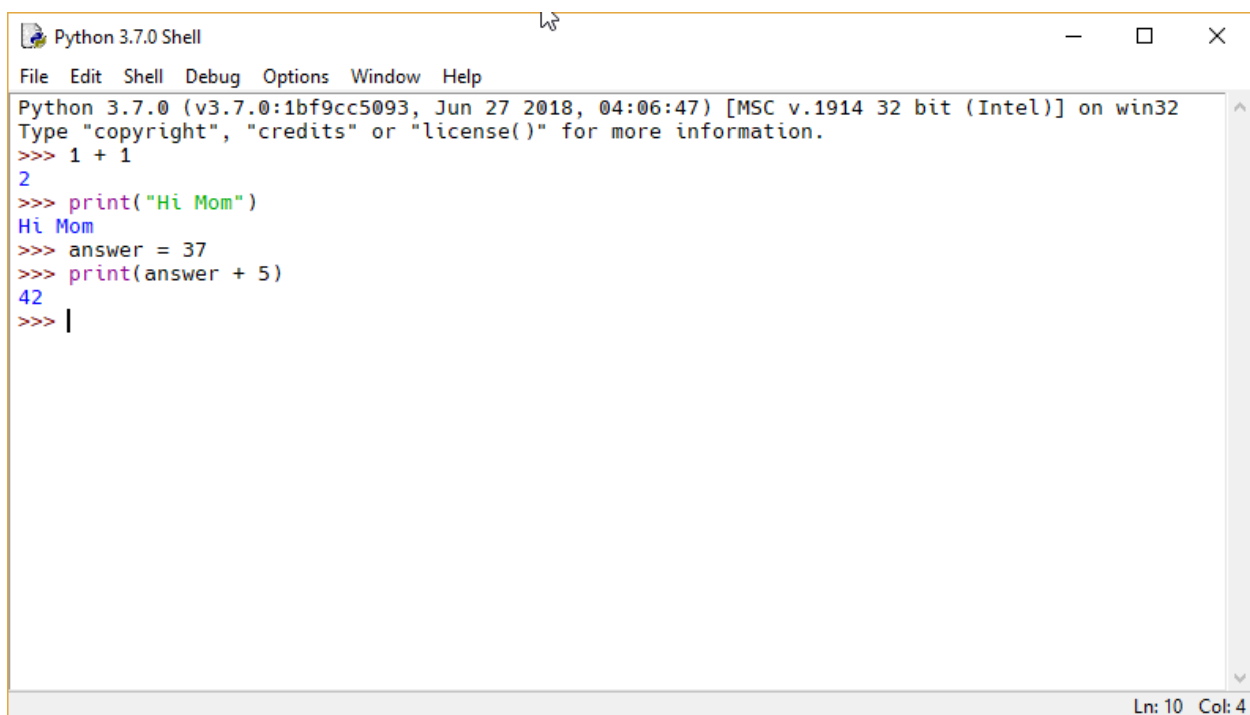 Python 3.7.0 Shell
File Edit Shell Debug Options Window Help
Python 3.7.0 (v3.7.0:1bf9cc5093, Jun 27 2018, 04:06:47) [MSC v.1914 32 bit (Intel)] on win32
Type "copyright", "credits" or "license()" for more information.
>>> 1 + 1
2
>>> print("Hi Mom")
Hi Mom
>>> answer = 37
>>> print(answer + 5)
42
>>>
Ln: 10 Col: 4